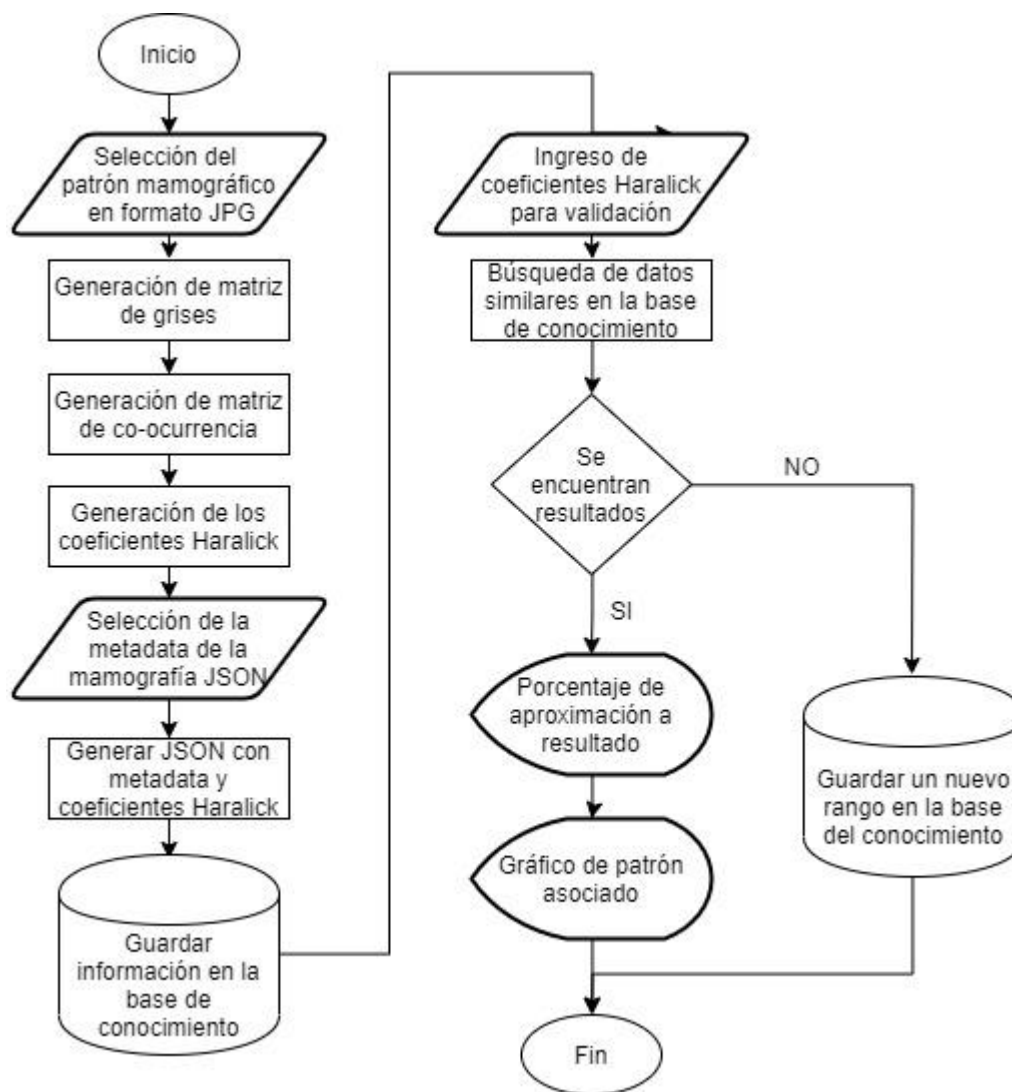 Inicio
Selección del
patrón mamográfico
en formato JPG
Generación de matriz
de grises
Generación de matriz
de co-ocurrencia
Generación de los
coeficientes Haralick
Selección de la
metadata de la
mamografía JSON
Generar JSON con
metadata y
coeficientes Haralick
Guardar
información en la
base de
conocimiento
Ingreso de
coeficientes Haralick
para validación
Búsqueda de datos
similares en la base
de conocimiento
Se
encuentran
resultados
NO
SI
Porcentaje de
aproximación a
resultado
Gráfico de patrón
asociado
Guardar un nuevo
rango en la base
del conocimiento
Fin